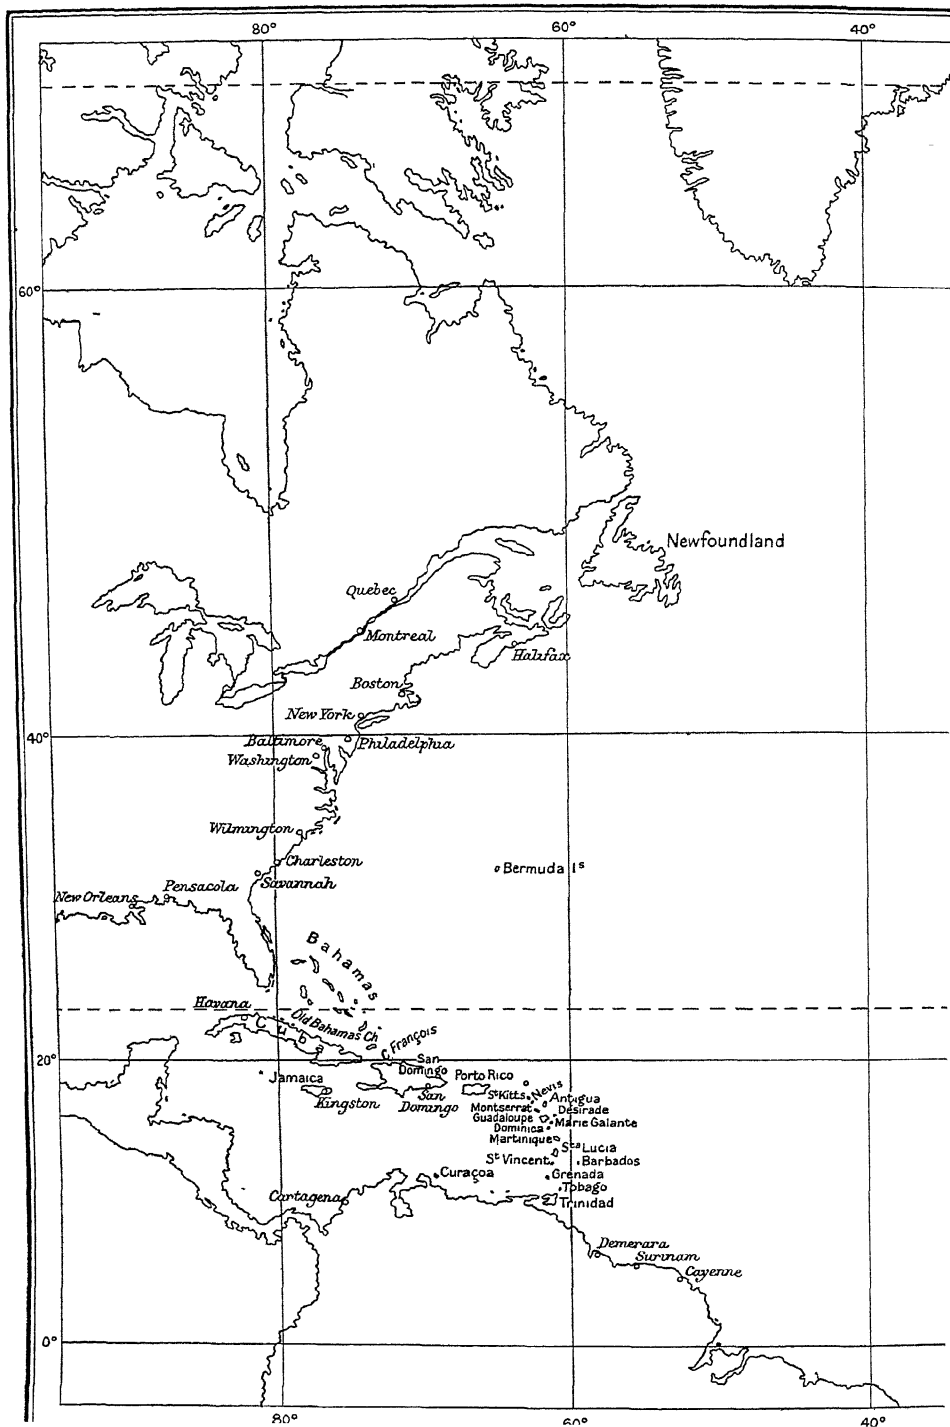 80°
60°
40°
60°
Newfoundland
Quebec
Montreal
Halifax
Boston
New York
40°
Baltimore
Philadelphia
Washington
Wilmington
Charleston
Bermuda Is
Savannah
Pensacola
New Orleans
Bahamas
Havana
Cuba
Old Bahamas Ch
C François
20°
San
Domingo
Jamaica
Porto Rico
Kingston
San
Domingo
St Kitts
Nevis
Antigua
Montserrat
Desirade
Guadaloupe
Marie Galante
Dominica
Martinique
Sta Lucia
St Vincent
Barbados
Curaçoa
Grenada
Tobago
Cartagena
Trinidad
Demerara
Surinam
Cayenne
0°
80°
60°
40°